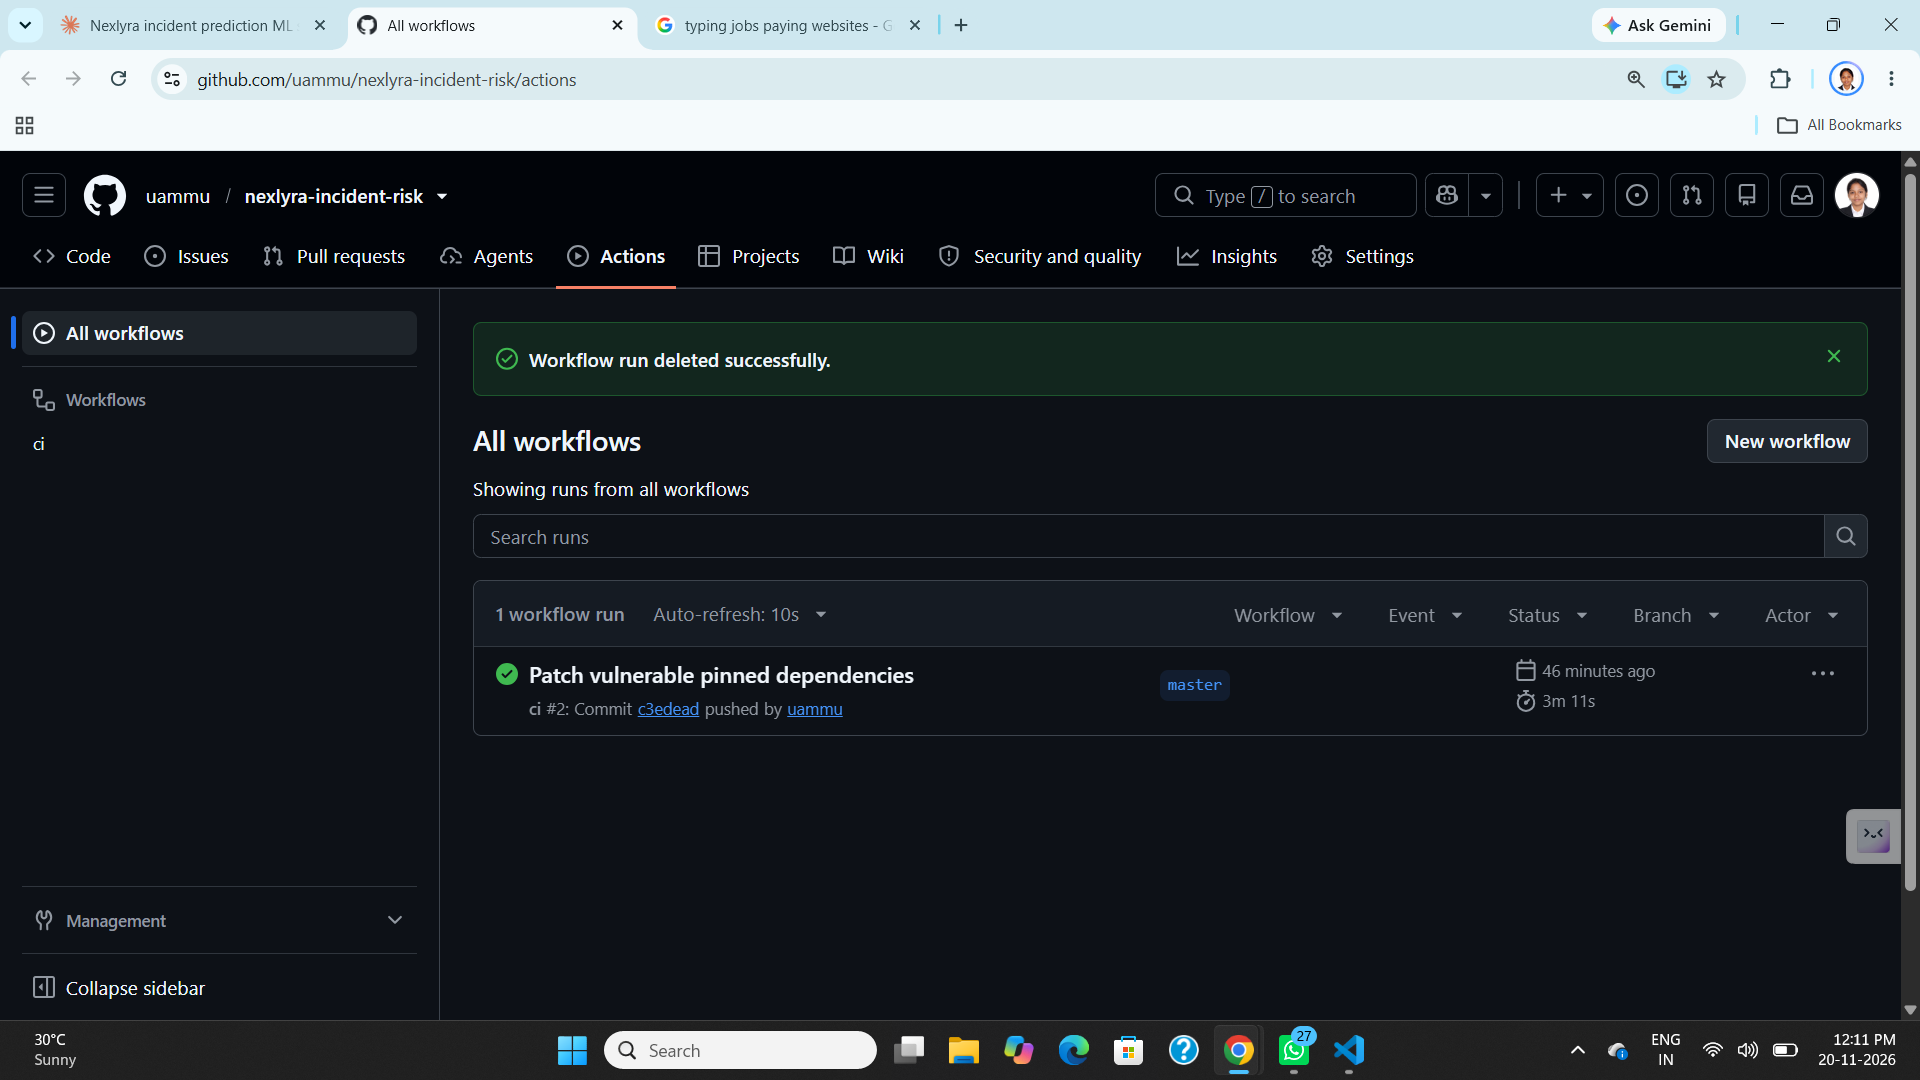 Nexlyra incident prediction ML
All workflows
typing jobs paying websites - G
Ask Gemini
github.com/uammu/nexlyra-incident-risk/actions
All Bookmarks
uammu / nexlyra-incident-risk
Type / to search
Code
Issues
Pull requests
Agents
Actions
Projects
Wiki
Security and quality
Insights
Settings
All workflows
Workflows
ci
Management
Collapse sidebar
Workflow run deleted successfully.
All workflows
New workflow
Showing runs from all workflows
Search runs
1 workflow run
Auto-refresh: 10s
Workflow
Event
Status
Branch
Actor
Patch vulnerable pinned dependencies
ci #2: Commit c3edead pushed by uammu
master
46 minutes ago
3m 11s
30°C
Sunny
Search
27
ENG
IN
12:11 PM
20-11-2026